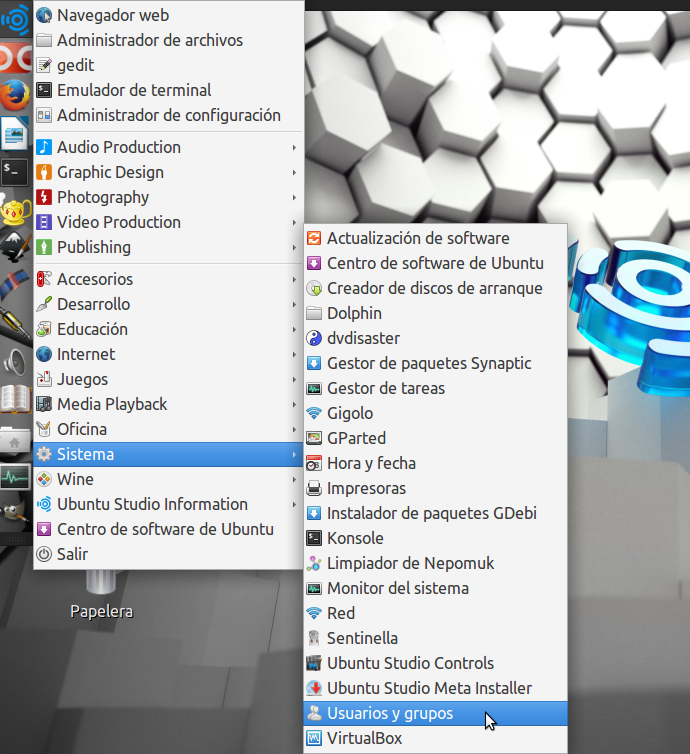 Navegador web
Administrador de archivos
gedit
Emulador de terminal
Administrador de configuración
Audio Production
Graphic Design
Photography
Video Production
Publishing
Accesorios
Desarrollo
Educación
Internet
Juegos
Media Playback
Oficina
Sistema
Wine
Ubuntu Studio Information
Centro de software de Ubuntu
Salir
Papelera
Actualización de software
Centro de software de Ubuntu
Creador de discos de arranque
Dolphin
dvdisaster
Gestor de paquetes Synaptic
Gestor de tareas
Gigolo
GParted
Hora y fecha
Impresoras
Instalador de paquetes GDebi
Konsole
Limpiador de Nepomuk
Monitor del sistema
Red
Sentinella
Ubuntu Studio Controls
Ubuntu Studio Meta Installer
Usuarios y grupos
VirtualBox